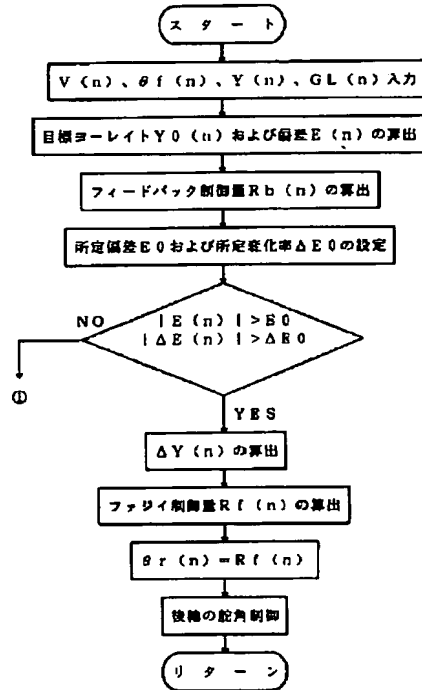 スタート
V(n)、θf(n)、Y(n)、GL(n)入力
目標ヨーレイトY0(n)および偏差E(n)の算出
フィードバック制御量Rb(n)の算出
所定偏差E0および所定変化率ΔE0の設定
|E(n)|>E0
|ΔE(n)|>ΔE0
NO
①
YES
ΔY(n)の算出
ファジイ制御量Rf(n)の算出
θr(n)=Rf(n)
後輪の舵角制御
リターン